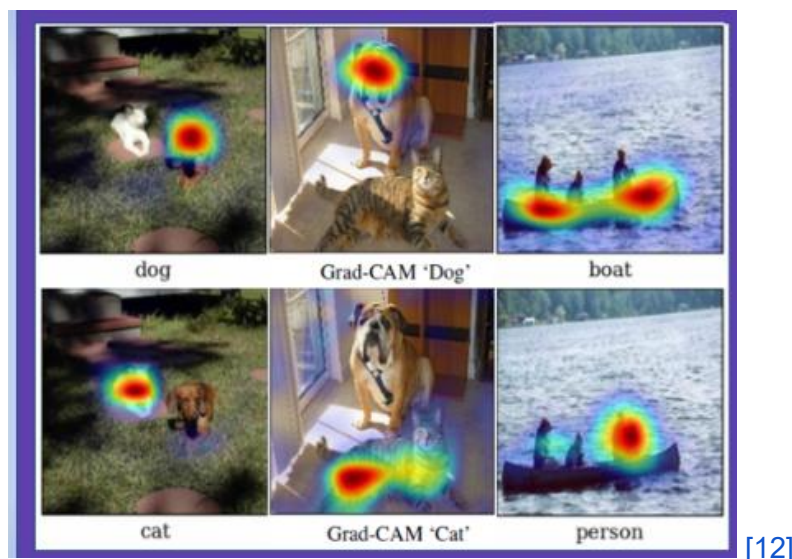 dog
Grad-CAM ‘Dog’
boat
cat
Grad-CAM ‘Cat’
person
[12]